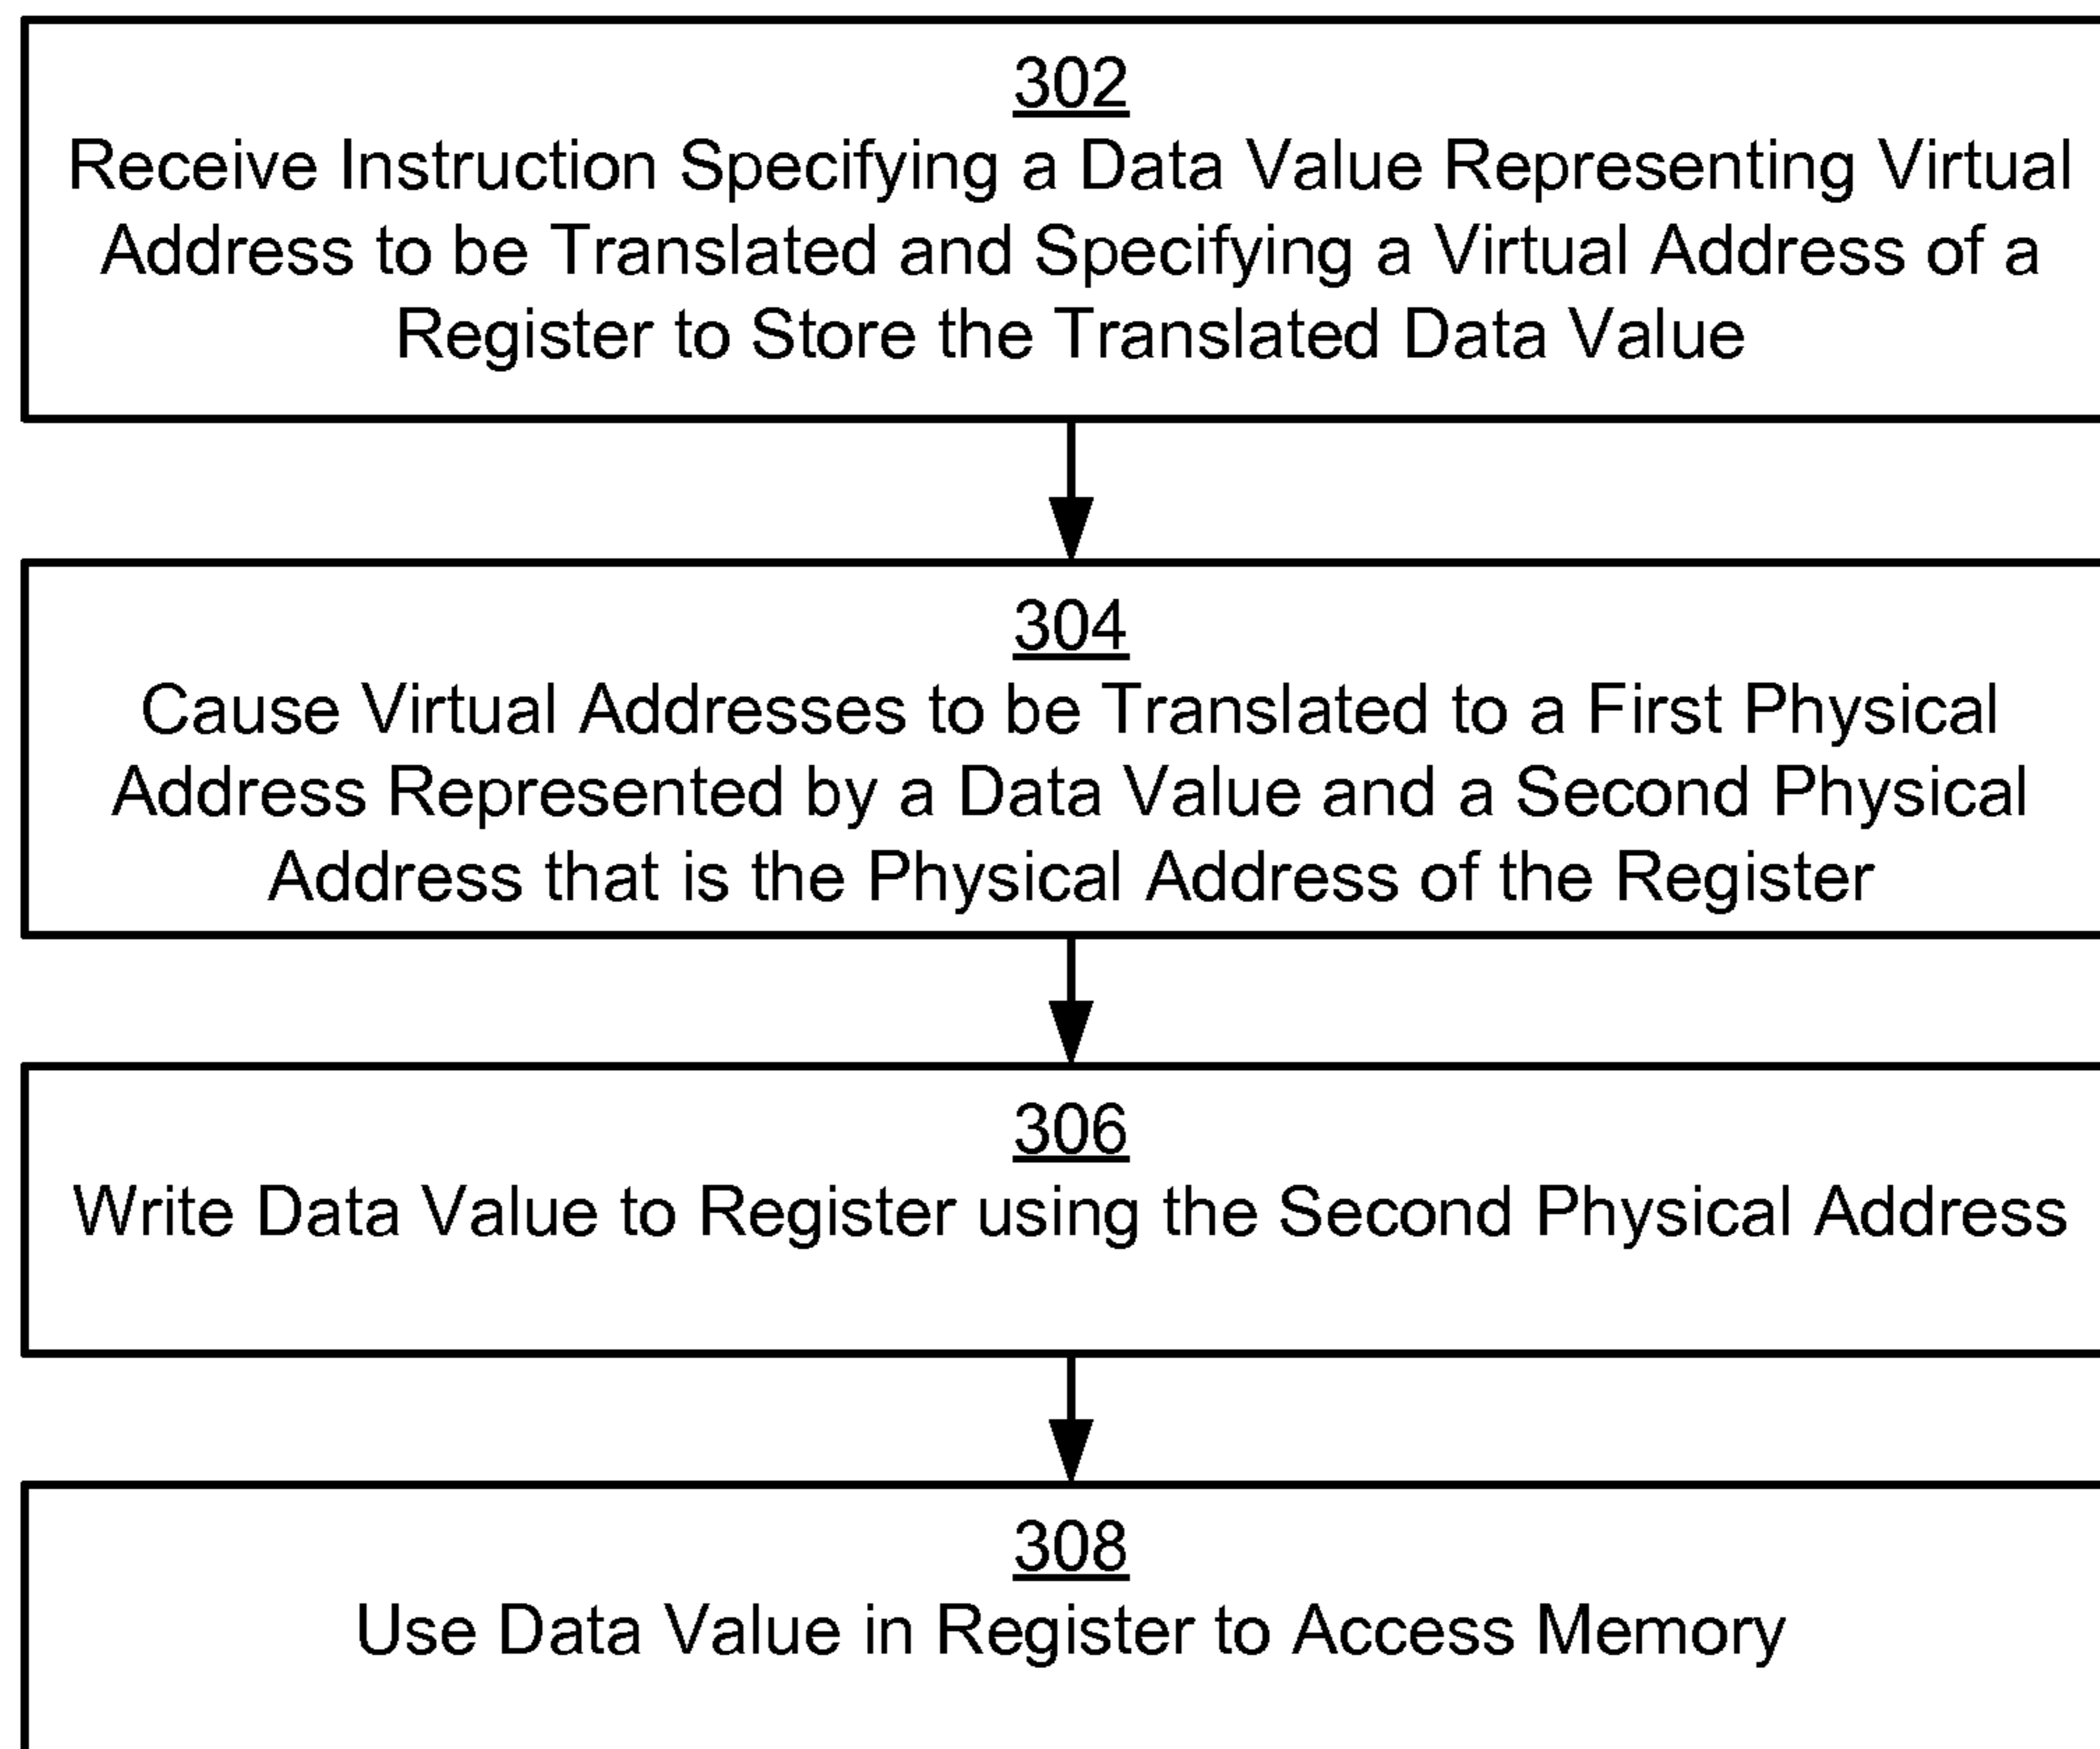 302
Receive Instruction Specifying a Data Value Representing Virtual
Address to be Translated and Specifying a Virtual Address of a
Register to Store the Translated Data Value
304
Cause Virtual Addresses to be Translated to a First Physical
Address Represented by a Data Value and a Second Physical
Address that is the Physical Address of the Register
306
Write Data Value to Register using the Second Physical Address
308
Use Data Value in Register to Access Memory